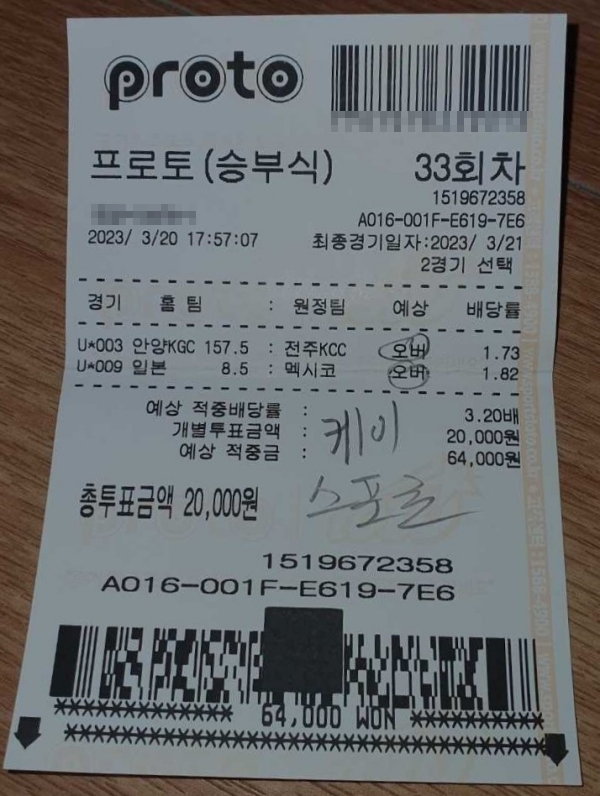 proto
프로토(승부식) 33회차
1519672358
A016-001F-E619-7E6
2023/ 3/20 17:57:07 최종경기일자:2023/ 3/21
2경기 선택
경기 홈 팀 : 원정팀 예상 배당률
U*003 안양KGC 157.5 : 전주KCC 오버 1.73
U*009 일본 8.5 : 멕시코 오버 1.82
예상 적중배당률 : 3.20배
개별투표금액 : 20,000원
예상 적중금 : 64,000원
케이
스포츠
총투표금액 20,000원
1519672358
A016-001F-E619-7E6
************** 64,000 WON **********
****************************************